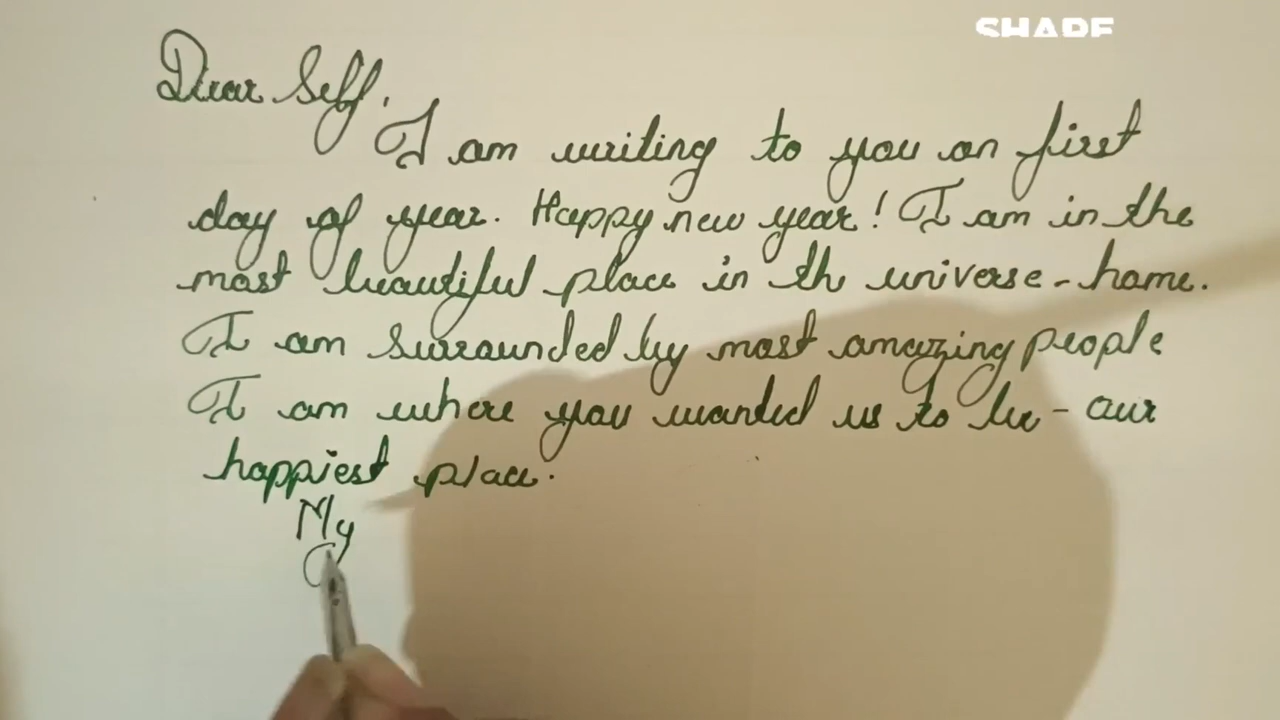 SHARE
Dear Self,
I am writing to you on first
day of year. Happy new year! I am in the
most beautiful place in the universe - home.
I am surrounded by most amazing people
I am where you wanted us to be - our
happiest place.
My